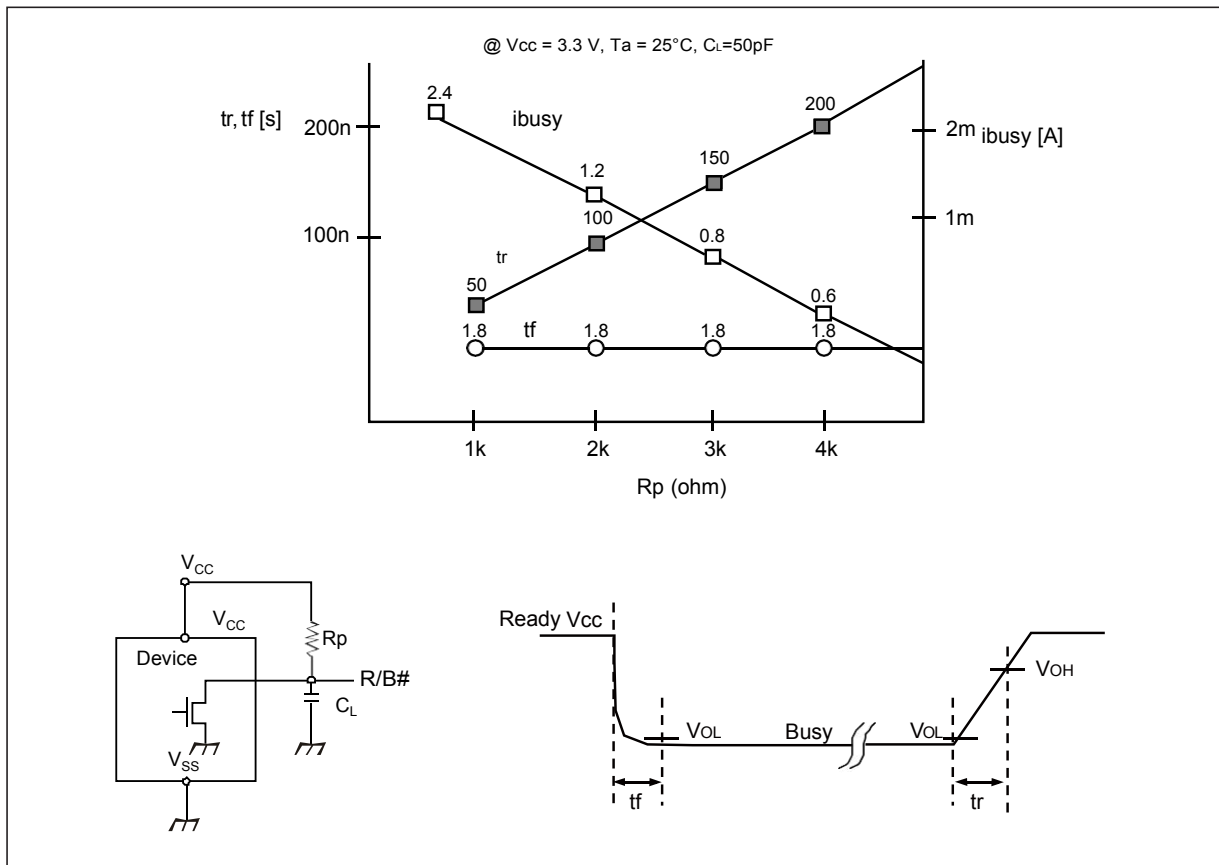 @ Vcc = 3.3 V, Ta = 25°C, CL=50pF
tr, tf [s]
200n
100n
2.4
ibusy
1.2
0.8
0.6
200
150
100
50
tr
tf
1.8
1.8
1.8
1.8
2m
ibusy [A]
1m
1k
2k
3k
4k
Rp (ohm)
VCC
VCC
Rp
Device
R/B#
CL
VSS
Ready Vcc
VOH
VOL
Busy
VOL
tf
tr